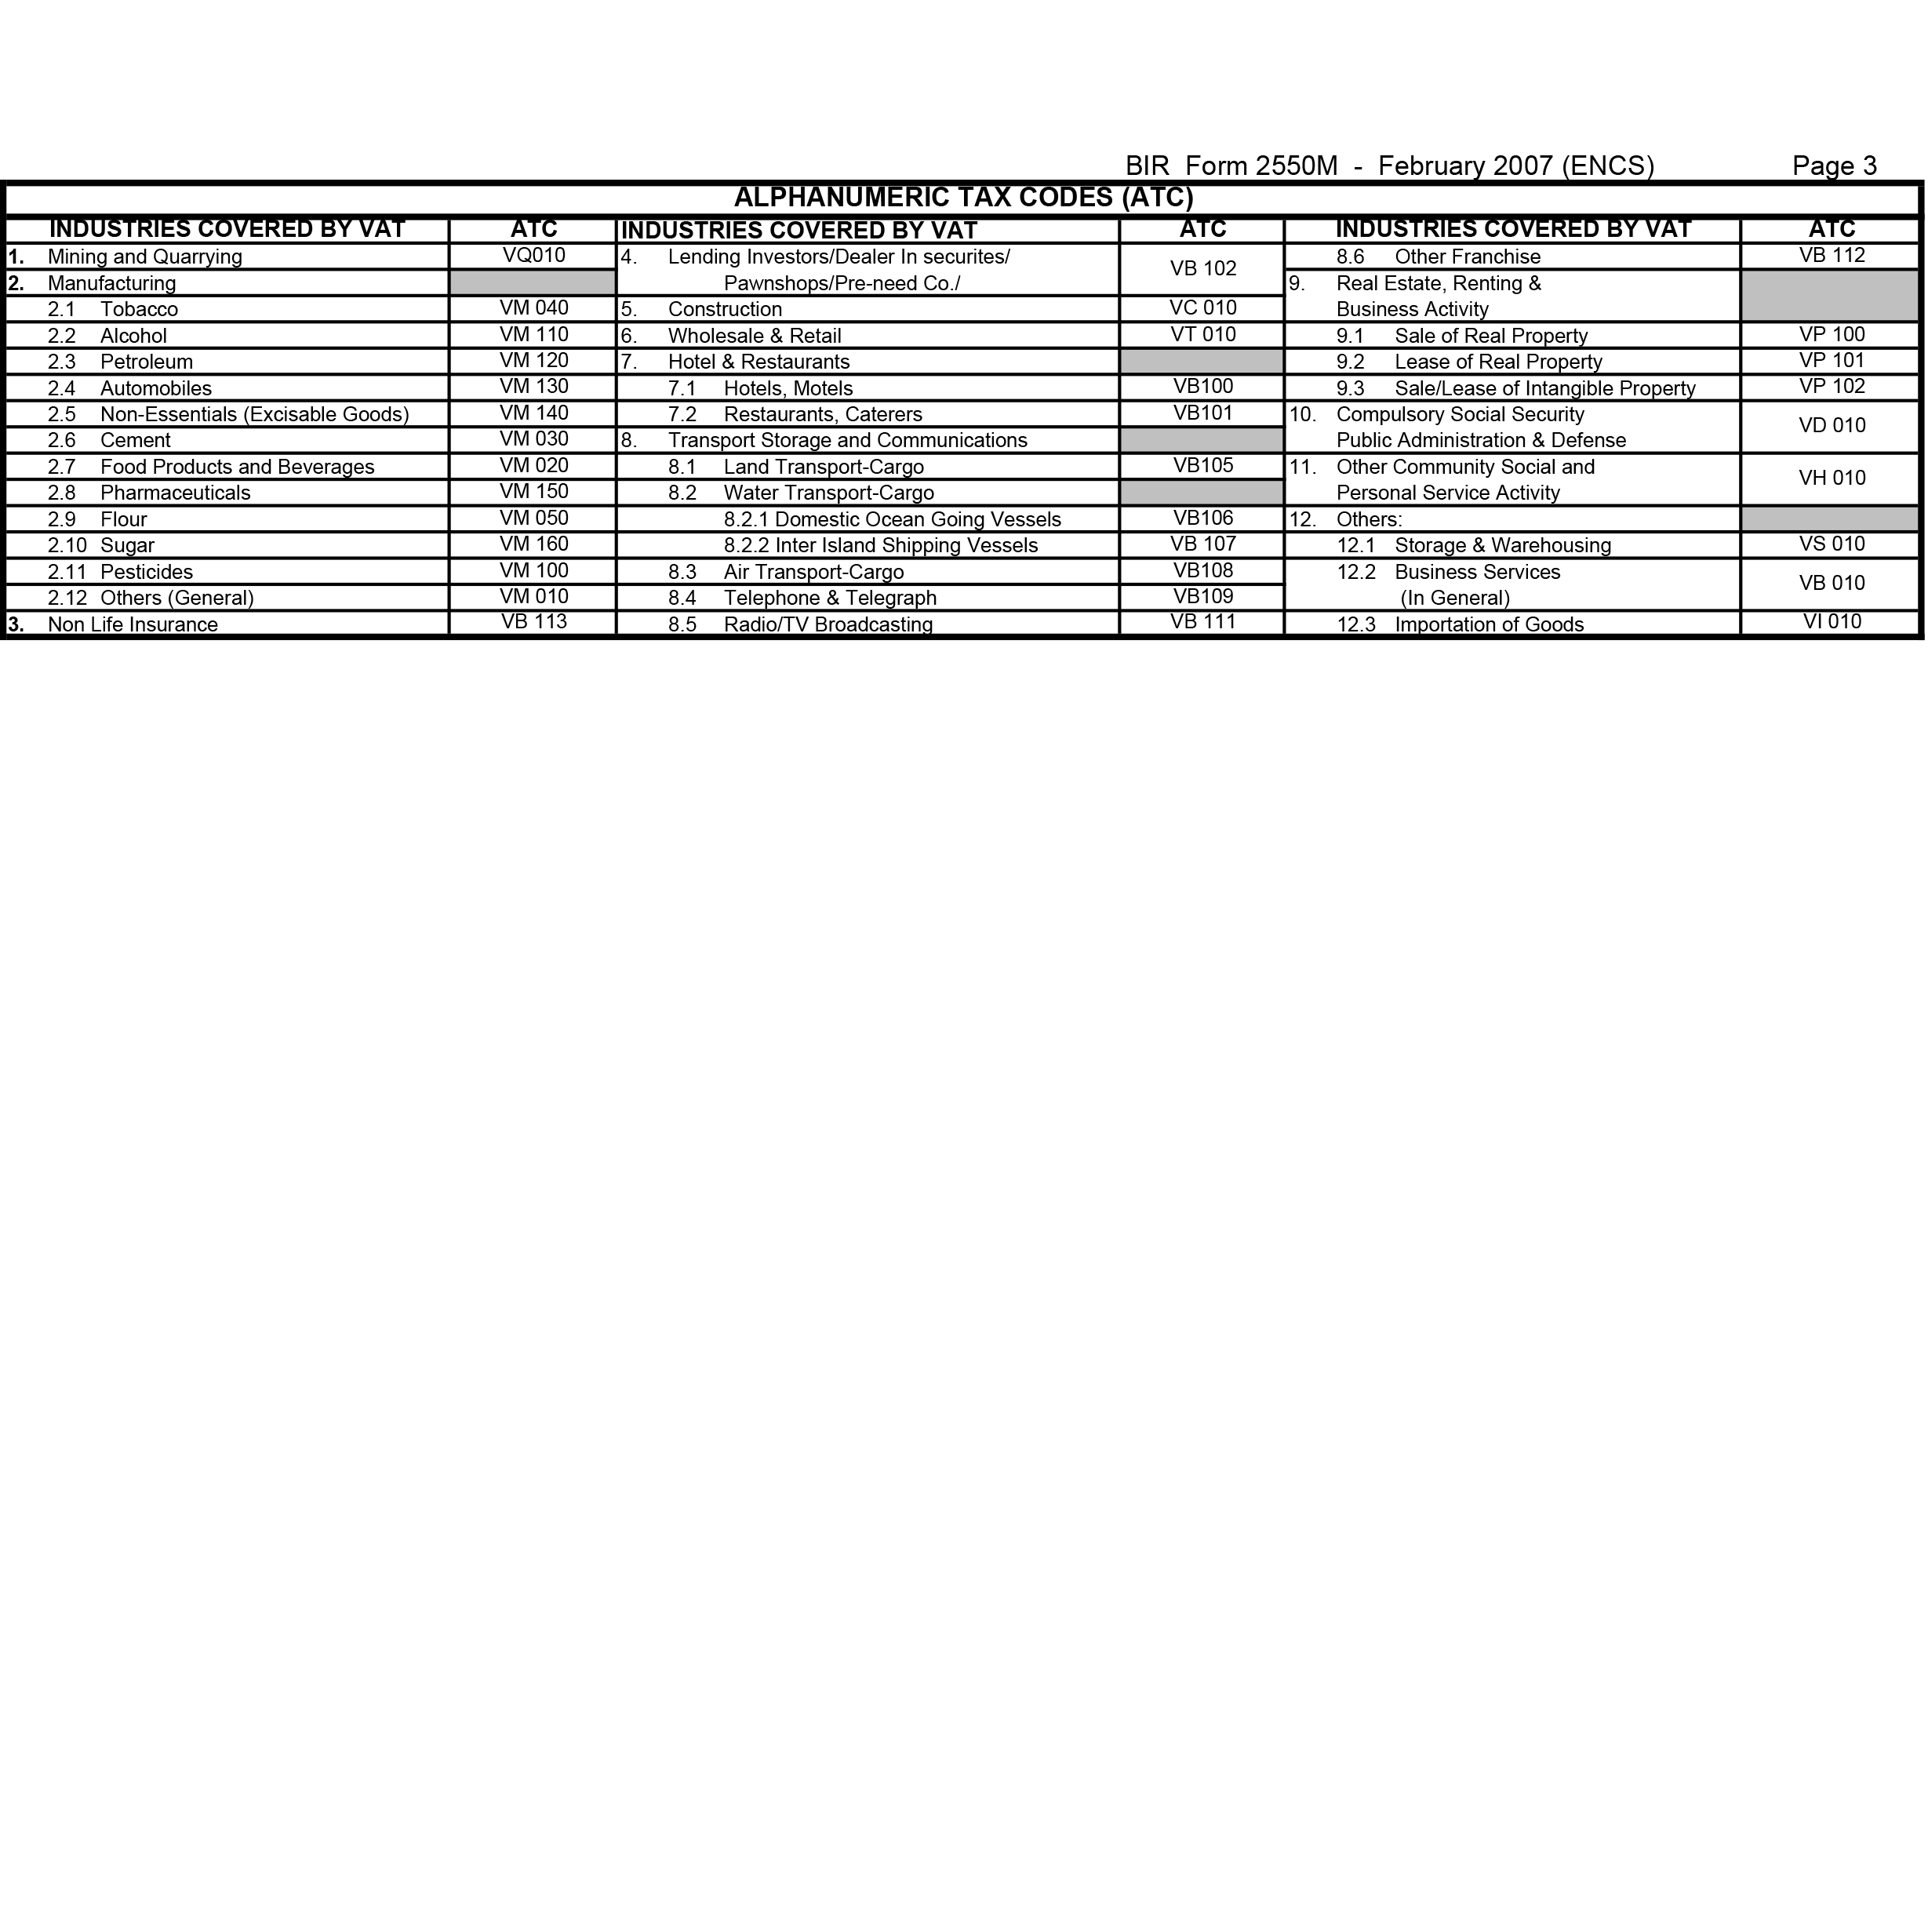 BIR Form 2550M - February 2007 (ENCS) Page 3
ALPHANUMERIC TAX CODES (ATC)
INDUSTRIES COVERED BY VAT ATC
1. Mining and Quarrying VQ010
2. Manufacturing
2.1 Tobacco VM 040
2.2 Alcohol VM 110
2.3 Petroleum VM 120
2.4 Automobiles VM 130
2.5 Non-Essentials (Excisable Goods) VM 140
2.6 Cement VM 030
2.7 Food Products and Beverages VM 020
2.8 Pharmaceuticals VM 150
2.9 Flour VM 050
2.10 Sugar VM 160
2.11 Pesticides VM 100
2.12 Others (General) VM 010
3. Non Life Insurance VB 113
INDUSTRIES COVERED BY VAT ATC
4. Lending Investors/Dealer In securites/
Pawnshops/Pre-need Co./ VB 102
5. Construction VC 010
6. Wholesale & Retail VT 010
7. Hotel & Restaurants
7.1 Hotels, Motels VB100
7.2 Restaurants, Caterers VB101
8. Transport Storage and Communications
8.1 Land Transport-Cargo VB105
8.2 Water Transport-Cargo
8.2.1 Domestic Ocean Going Vessels VB106
8.2.2 Inter Island Shipping Vessels VB 107
8.3 Air Transport-Cargo VB108
8.4 Telephone & Telegraph VB109
8.5 Radio/TV Broadcasting VB 111
INDUSTRIES COVERED BY VAT ATC
8.6 Other Franchise VB 112
9. Real Estate, Renting &
Business Activity
9.1 Sale of Real Property VP 100
9.2 Lease of Real Property VP 101
9.3 Sale/Lease of Intangible Property VP 102
10. Compulsory Social Security
Public Administration & Defense VD 010
11. Other Community Social and
Personal Service Activity VH 010
12. Others:
12.1 Storage & Warehousing VS 010
12.2 Business Services
(In General) VB 010
12.3 Importation of Goods VI 010